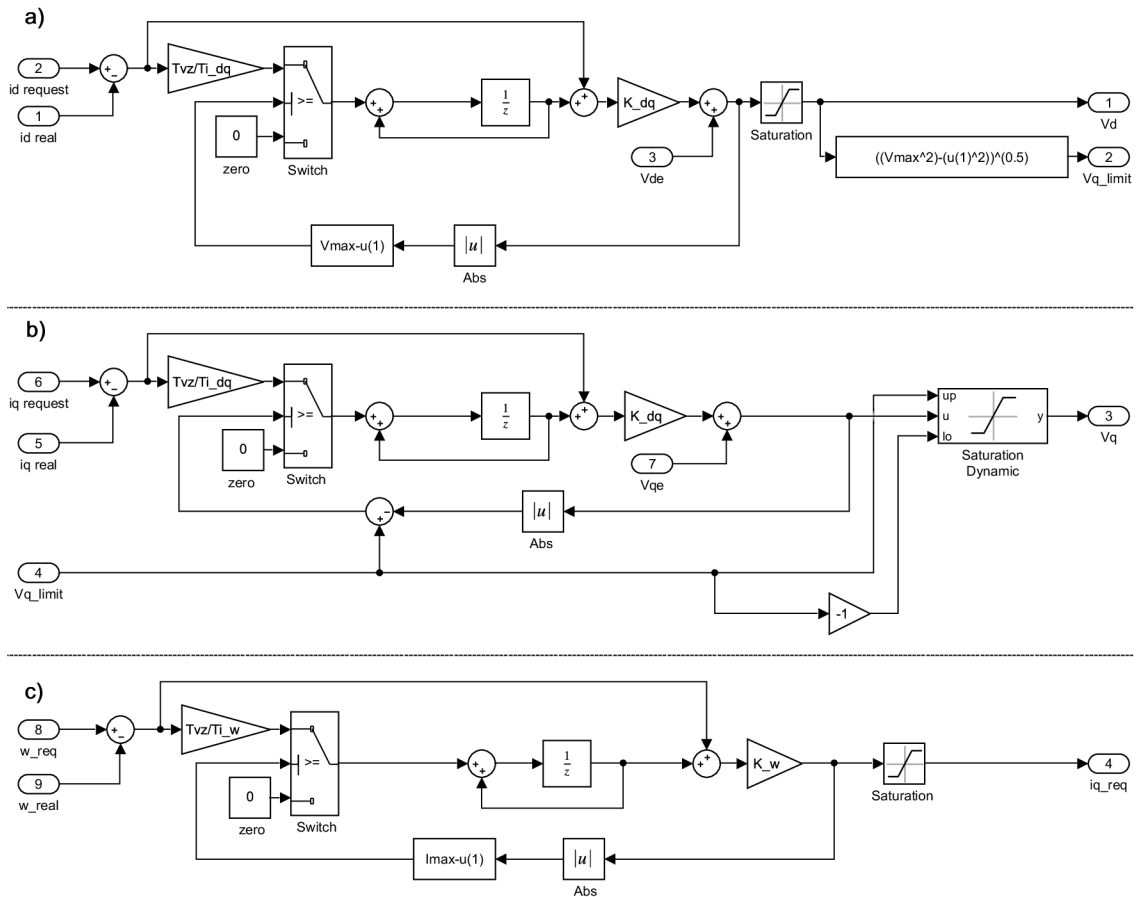 a)
2
id request
1
id real
+
-
Tvz/Ti_dq
>=
0
zero
Switch
+
+
1
z
+
+
K_dq
+
+
3
Vde
Saturation
1
Vd
((Vmax^2)-(u(1)^2))^(0.5)
2
Vq_limit
Vmax-u(1)
|u|
Abs
b)
6
iq request
5
iq real
+
-
Tvz/Ti_dq
>=
0
zero
Switch
+
+
1
z
+
+
K_dq
+
+
7
Vqe
up
u
lo
y
Saturation
Dynamic
3
Vq
+
-
|u|
Abs
4
Vq_limit
-1
c)
8
w_req
9
w_real
+
-
Tvz/Ti_w
>=
0
zero
Switch
+
+
1
z
+
+
K_w
Saturation
4
iq_req
Imax-u(1)
|u|
Abs